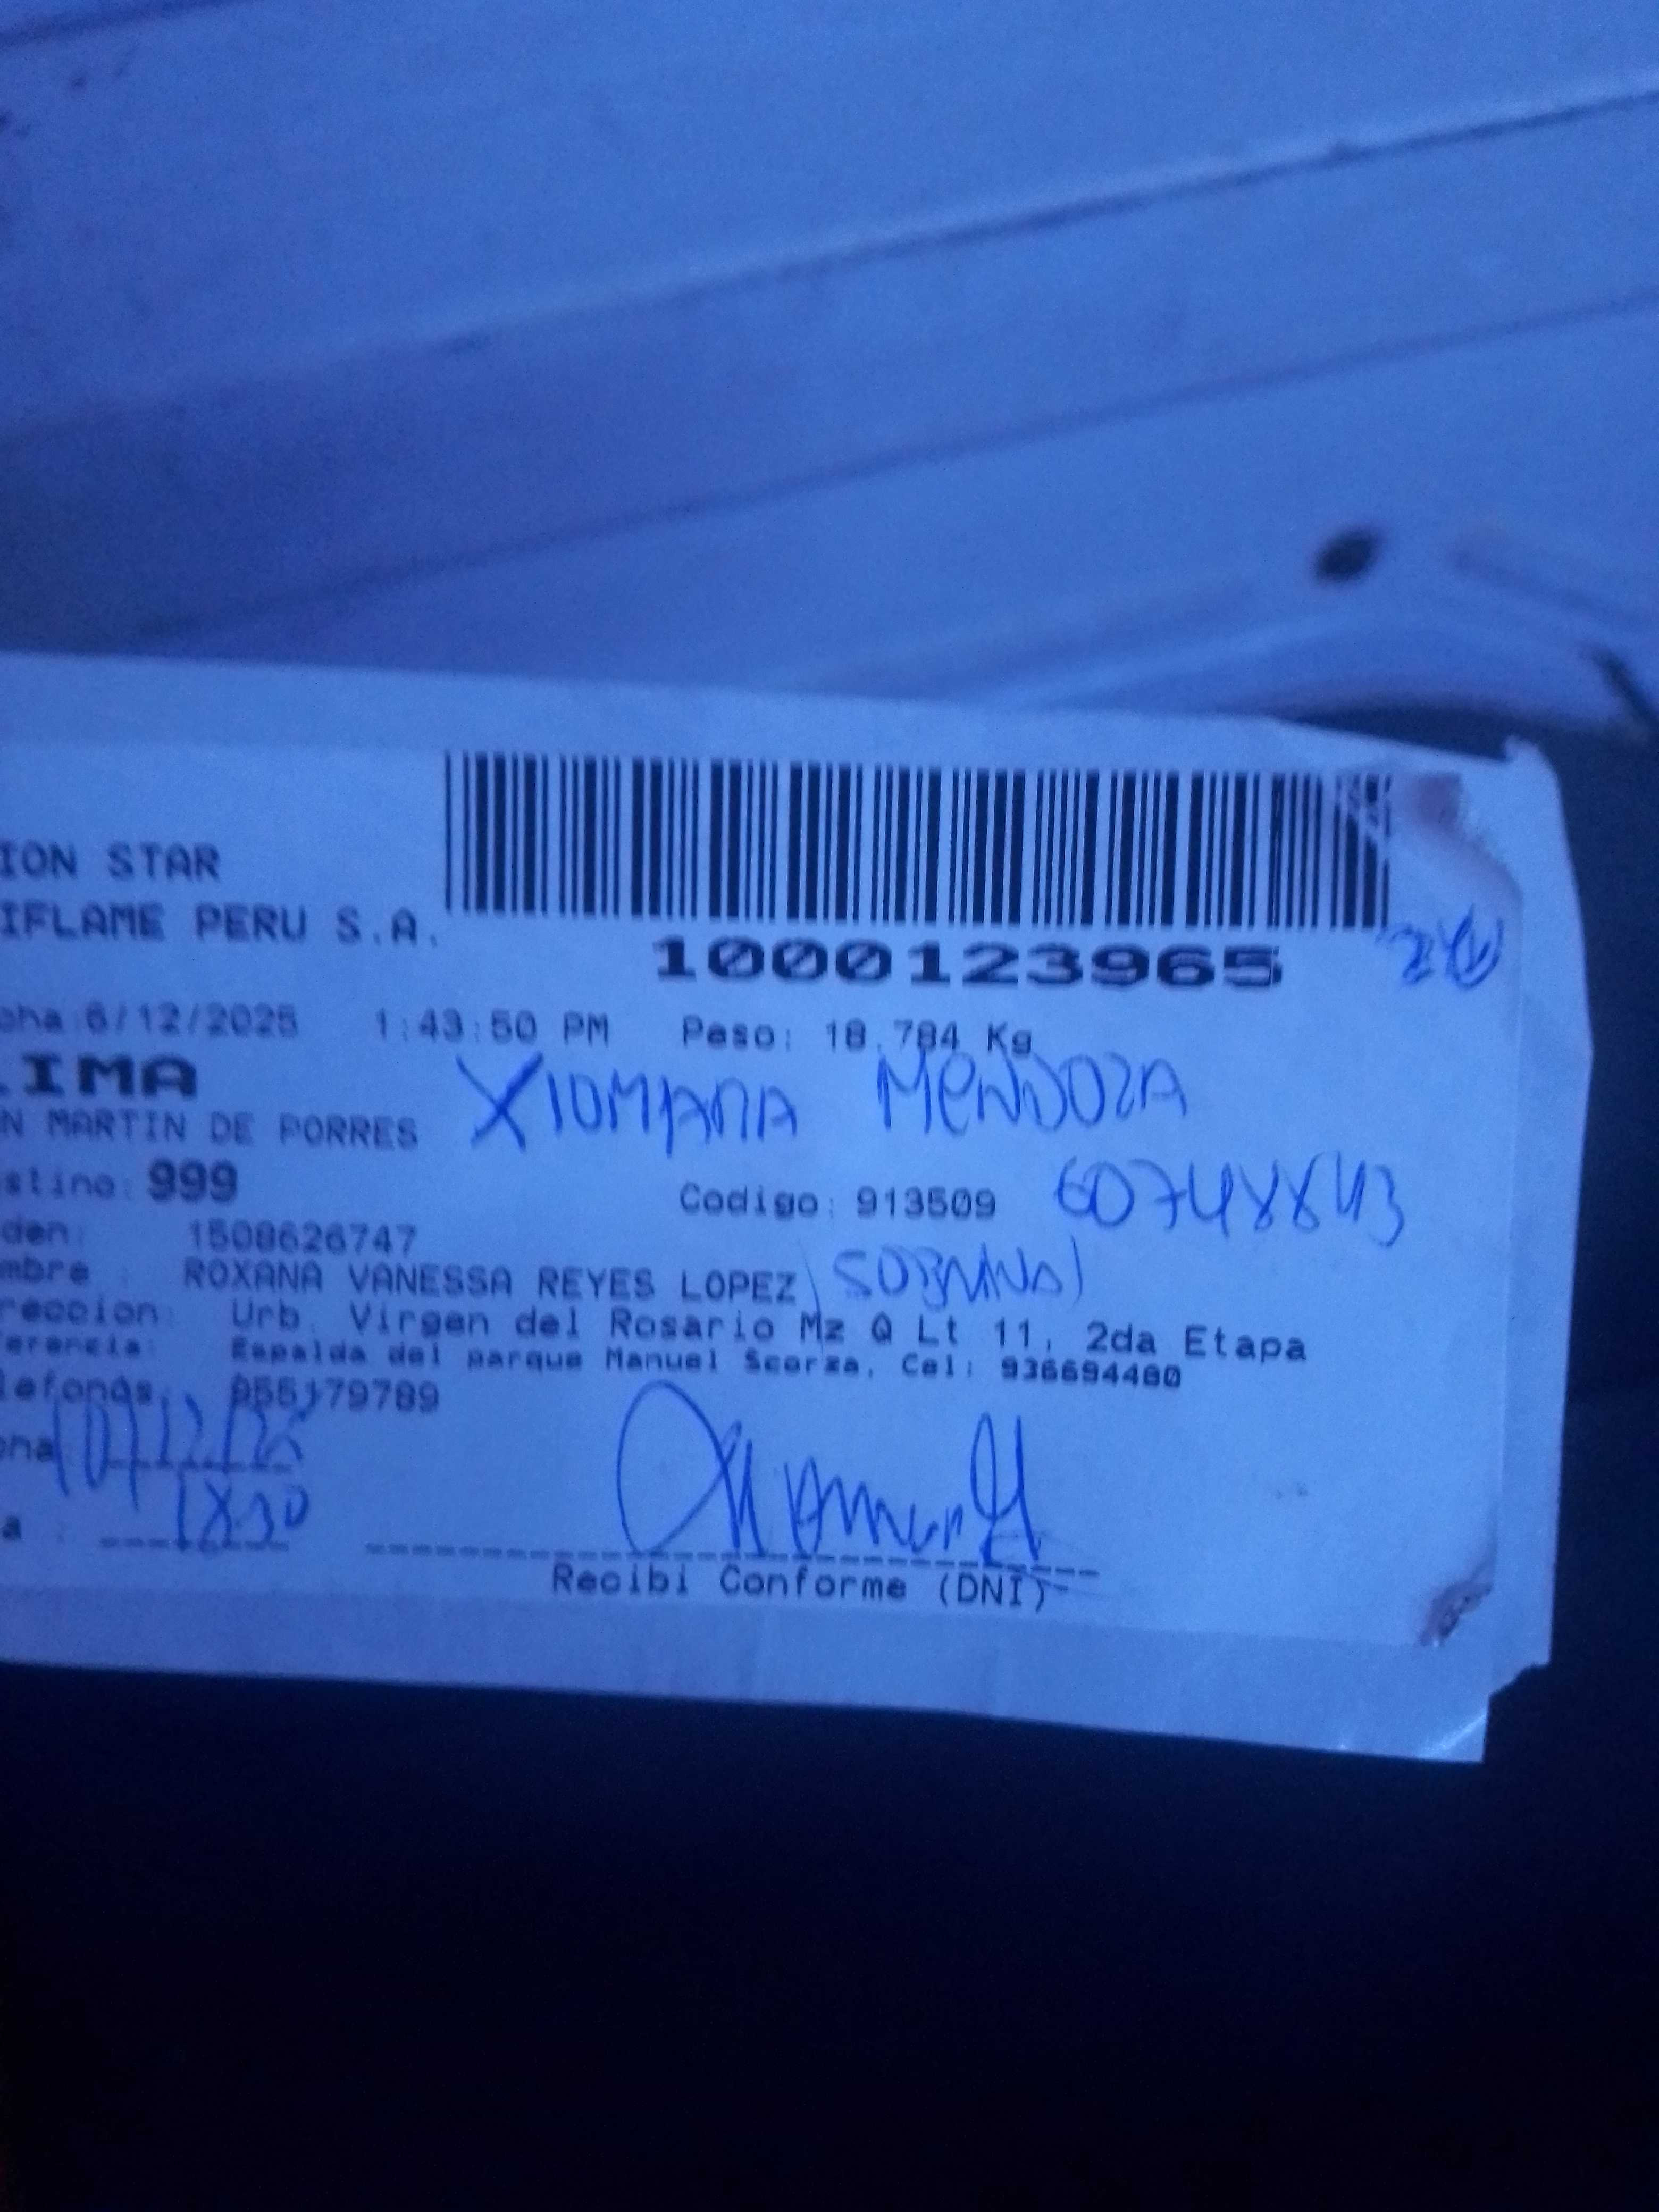 ION STAR
IFLAME PERU S.A.
1000123965
cha:6/12/2025 1:43:50 PM Peso: 18.784 Kg
LIMA
XIOMARA MENDOZA
N MARTIN DE PORRES
stino: 999 Codigo: 913509 60748843
den: 1508626747
mbre : ROXANA VANESSA REYES LOPEZ
reccion: Urb. Virgen del Rosario Mz Q Lt 11, 2da Etapa
erencia: Espalda del parque Manuel Scorza, Cel: 936694480
lefonos: 955179789
cha 10/12/25
a : 18:30
Recibi Conforme (DNI)